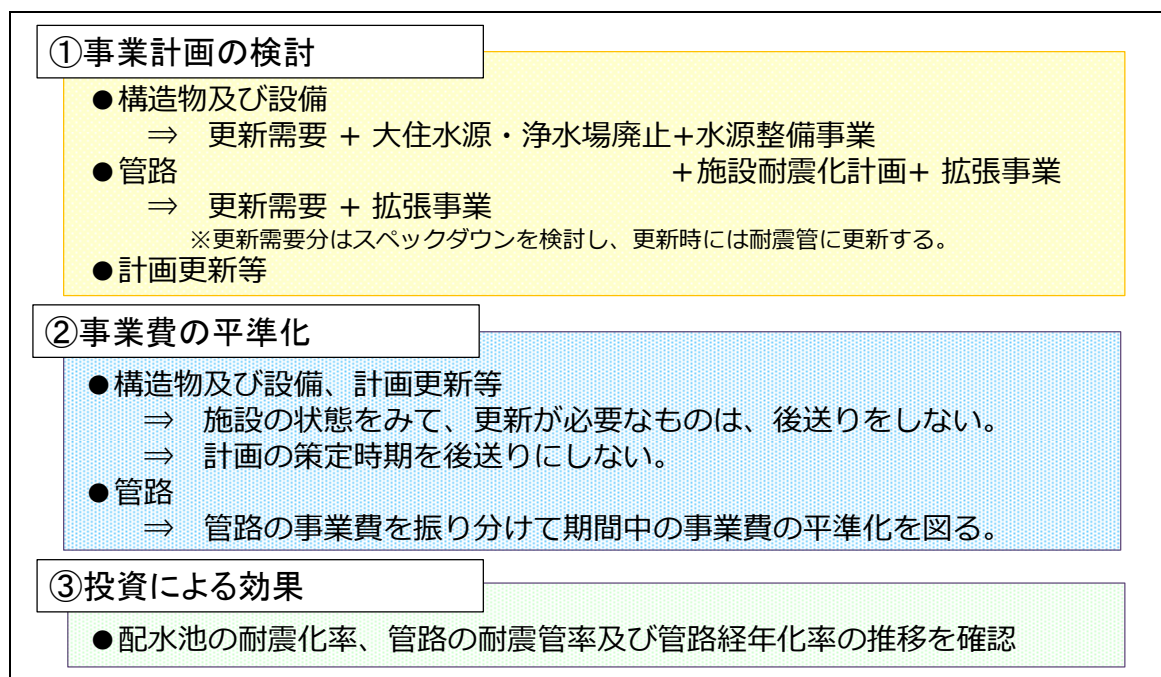 ①事業計画の検討
●構造物及び設備
⇒ 更新需要 + 大住水源・浄水場廃止+水源整備事業
+施設耐震化計画+ 拡張事業
●管路
⇒ 更新需要 + 拡張事業
※更新需要分はスペックダウンを検討し、更新時には耐震管に更新する。
●計画更新等
②事業費の平準化
●構造物及び設備、計画更新等
⇒ 施設の状態をみて、更新が必要なものは、後送りをしない。
⇒ 計画の策定時期を後送りにしない。
●管路
⇒ 管路の事業費を振り分けて期間中の事業費の平準化を図る。
③投資による効果
●配水池の耐震化率、管路の耐震管率及び管路経年化率の推移を確認